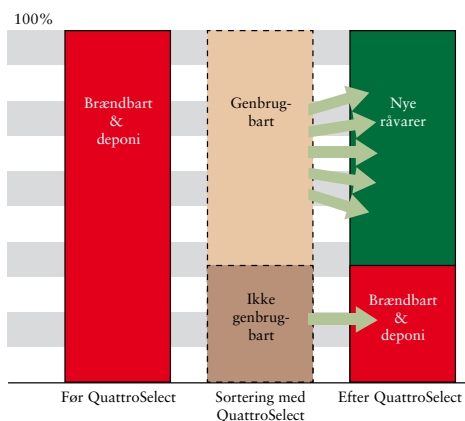 100%
Brændbart
&
deponi
Genbrug-
bart
Nye
råvarer
Ikke
genbrug-
bart
Brændbart
&
deponi
Før QuattroSelect
Sortering med
QuattroSelect
Efter QuattroSelect